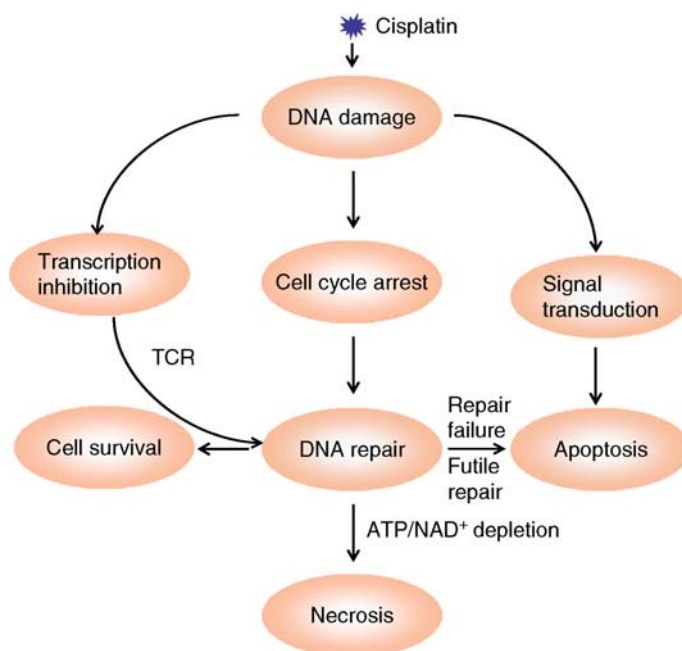 Cisplatin
DNA damage
Transcription
inhibition
Cell cycle arrest
Signal
transduction
TCR
Cell survival
DNA repair
Repair
failure
Futile
repair
Apoptosis
ATP/NAD⁺ depletion
Necrosis